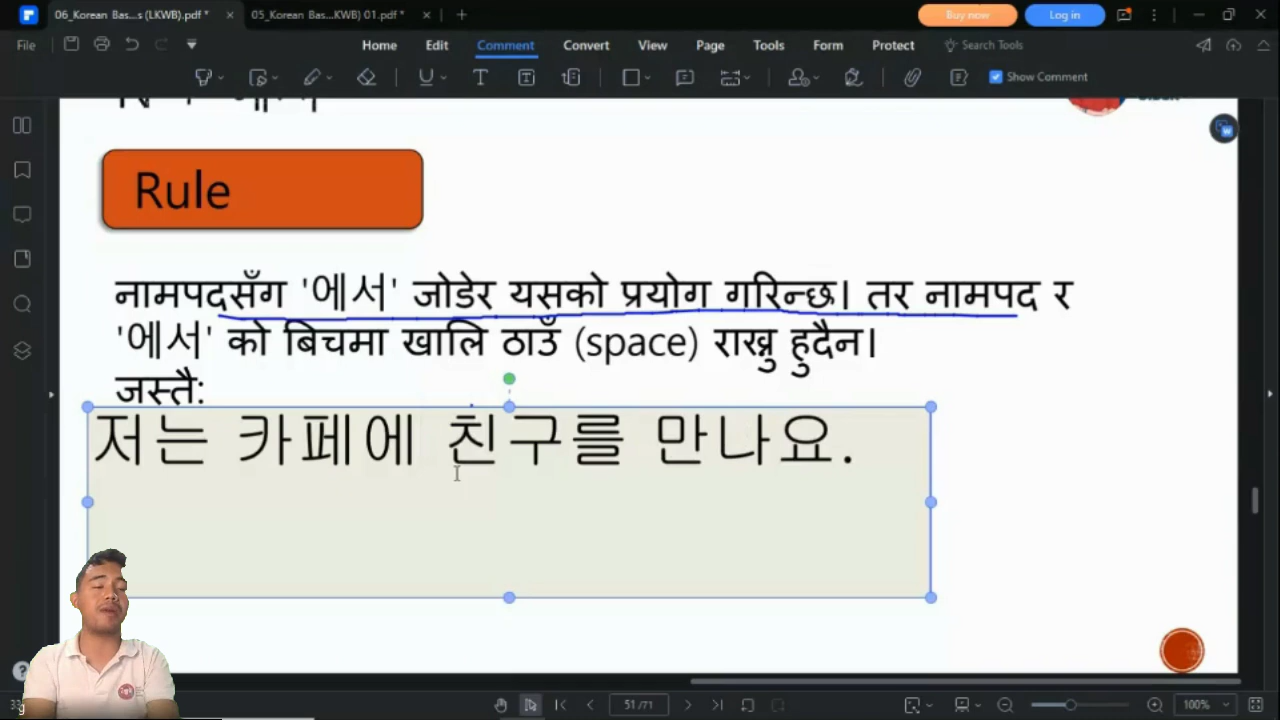 06_Korean Bas...s (LKWB).pdf *
05_Korean Bas...KWB) 01.pdf *
Buy now
Log in
File
Home
Edit
Comment
Convert
View
Page
Tools
Form
Protect
Search Tools
Show Comment
Rule
नामपदसँग '에서' जोडेर यसको प्रयोग गरिन्छ। तर नामपद र
'에서' को बिचमा खालि ठाउँ (space) राख्नु हुदैन।
जस्तै:
저는 카페에 친구를 만나요.
51 /71
100%